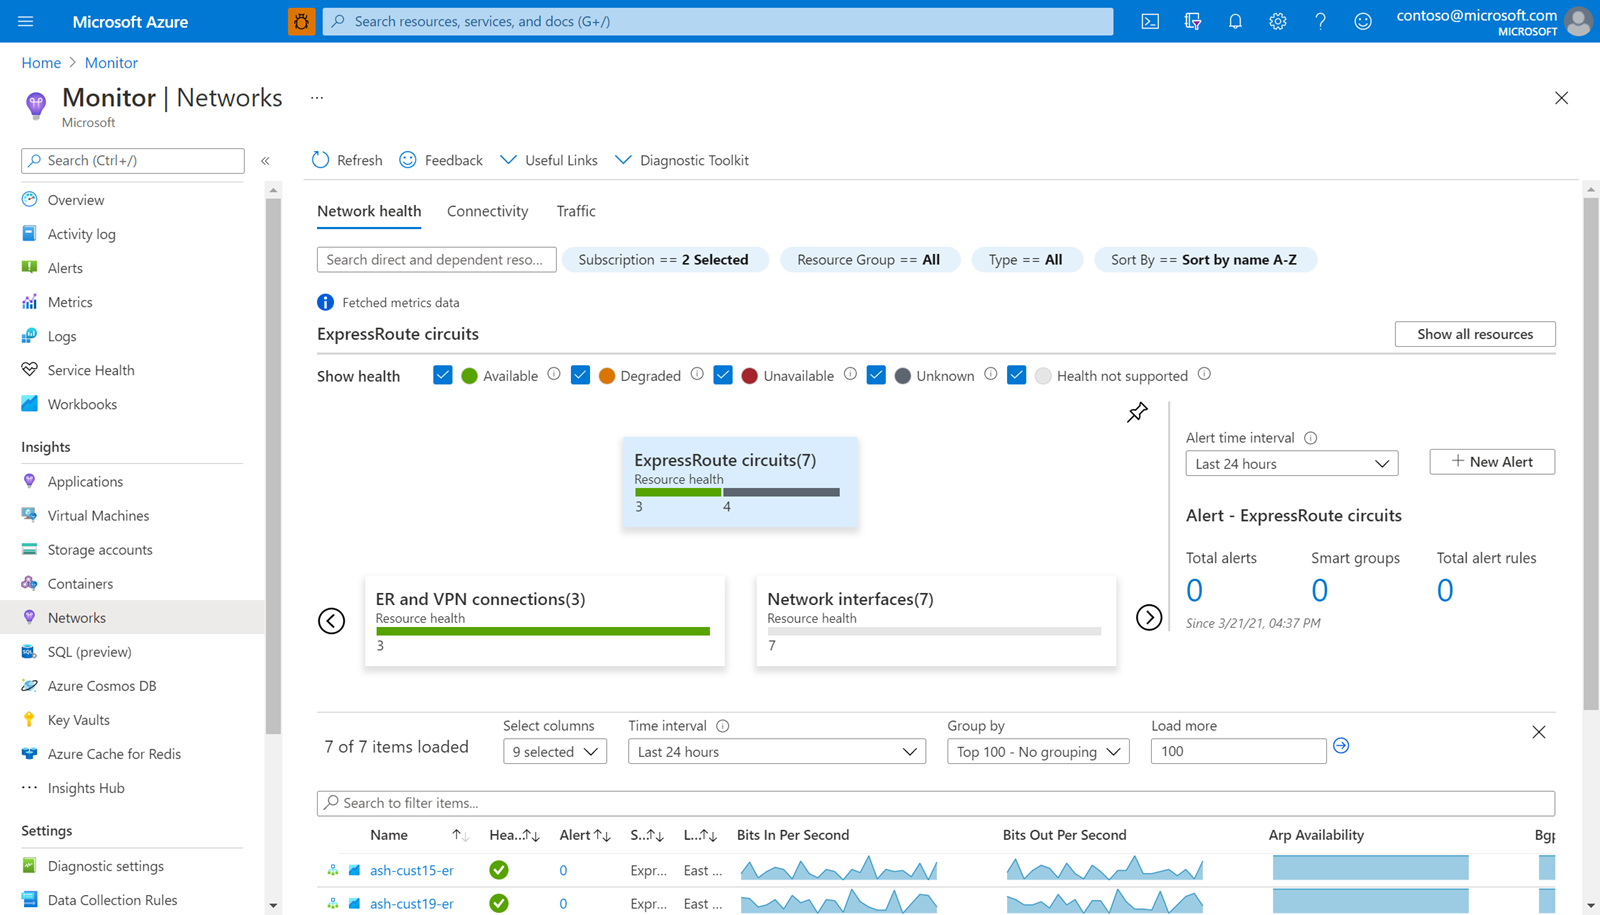 Microsoft Azure
Search resources, services, and docs (G+/)
contoso@microsoft.com
MICROSOFT
Home > Monitor
Monitor | Networks ...
Microsoft
Search (Ctrl+/)
«
Overview
Activity log
Alerts
Metrics
Logs
Service Health
Workbooks
Insights
Applications
Virtual Machines
Storage accounts
Containers
Networks
SQL (preview)
Azure Cosmos DB
Key Vaults
Azure Cache for Redis
Insights Hub
Settings
Diagnostic settings
Data Collection Rules
Refresh Feedback Useful Links Diagnostic Toolkit
Network health Connectivity Traffic
Search direct and dependent reso... Subscription == 2 Selected Resource Group == All Type == All Sort By == Sort by name A-Z
Fetched metrics data
ExpressRoute circuits
Show all resources
Show health Available Degraded Unavailable Unknown Health not supported
ExpressRoute circuits(7)
Resource health
3 4
ER and VPN connections(3)
Resource health
3
Network interfaces(7)
Resource health
7
Alert time interval
Last 24 hours
+ New Alert
Alert - ExpressRoute circuits
Total alerts Smart groups Total alert rules
0 0 0
Since 3/21/21, 04:37 PM
7 of 7 items loaded
Select columns
9 selected
Time interval
Last 24 hours
Group by
Top 100 - No grouping
Load more
100
Search to filter items...
Name Hea... Alert S... L... Bits In Per Second Bits Out Per Second Arp Availability Bgp
ash-cust15-er 0 Expr... East ...
ash-cust19-er 0 Expr... East ...